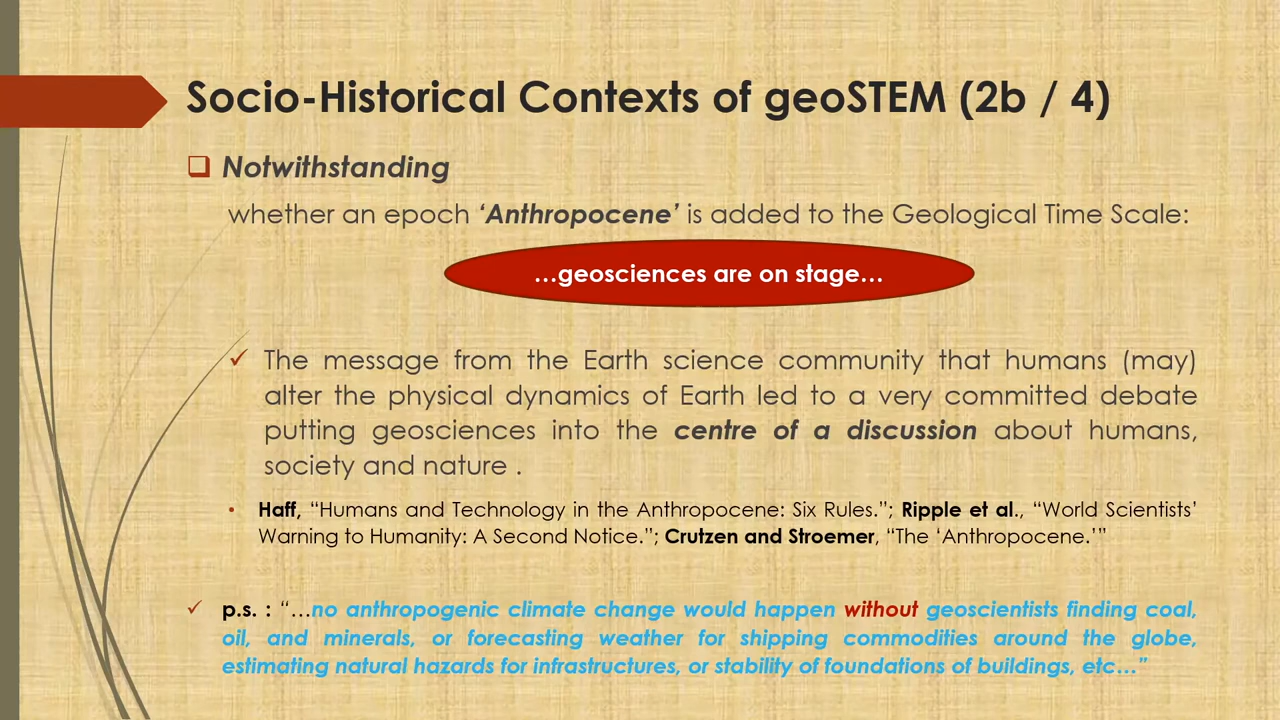 Socio-Historical Contexts of geoSTEM (2b / 4)
Notwithstanding
whether an epoch ‘Anthropocene’ is added to the Geological Time Scale:
…geosciences are on stage…
The message from the Earth science community that humans (may)
alter the physical dynamics of Earth led to a very committed debate
putting geosciences into the centre of a discussion about humans,
society and nature .
Haff, “Humans and Technology in the Anthropocene: Six Rules.”; Ripple et al., “World Scientists’
Warning to Humanity: A Second Notice.”; Crutzen and Stroemer, “The ‘Anthropocene.’”
p.s. : “…no anthropogenic climate change would happen without geoscientists finding coal,
oil, and minerals, or forecasting weather for shipping commodities around the globe,
estimating natural hazards for infrastructures, or stability of foundations of buildings, etc…”